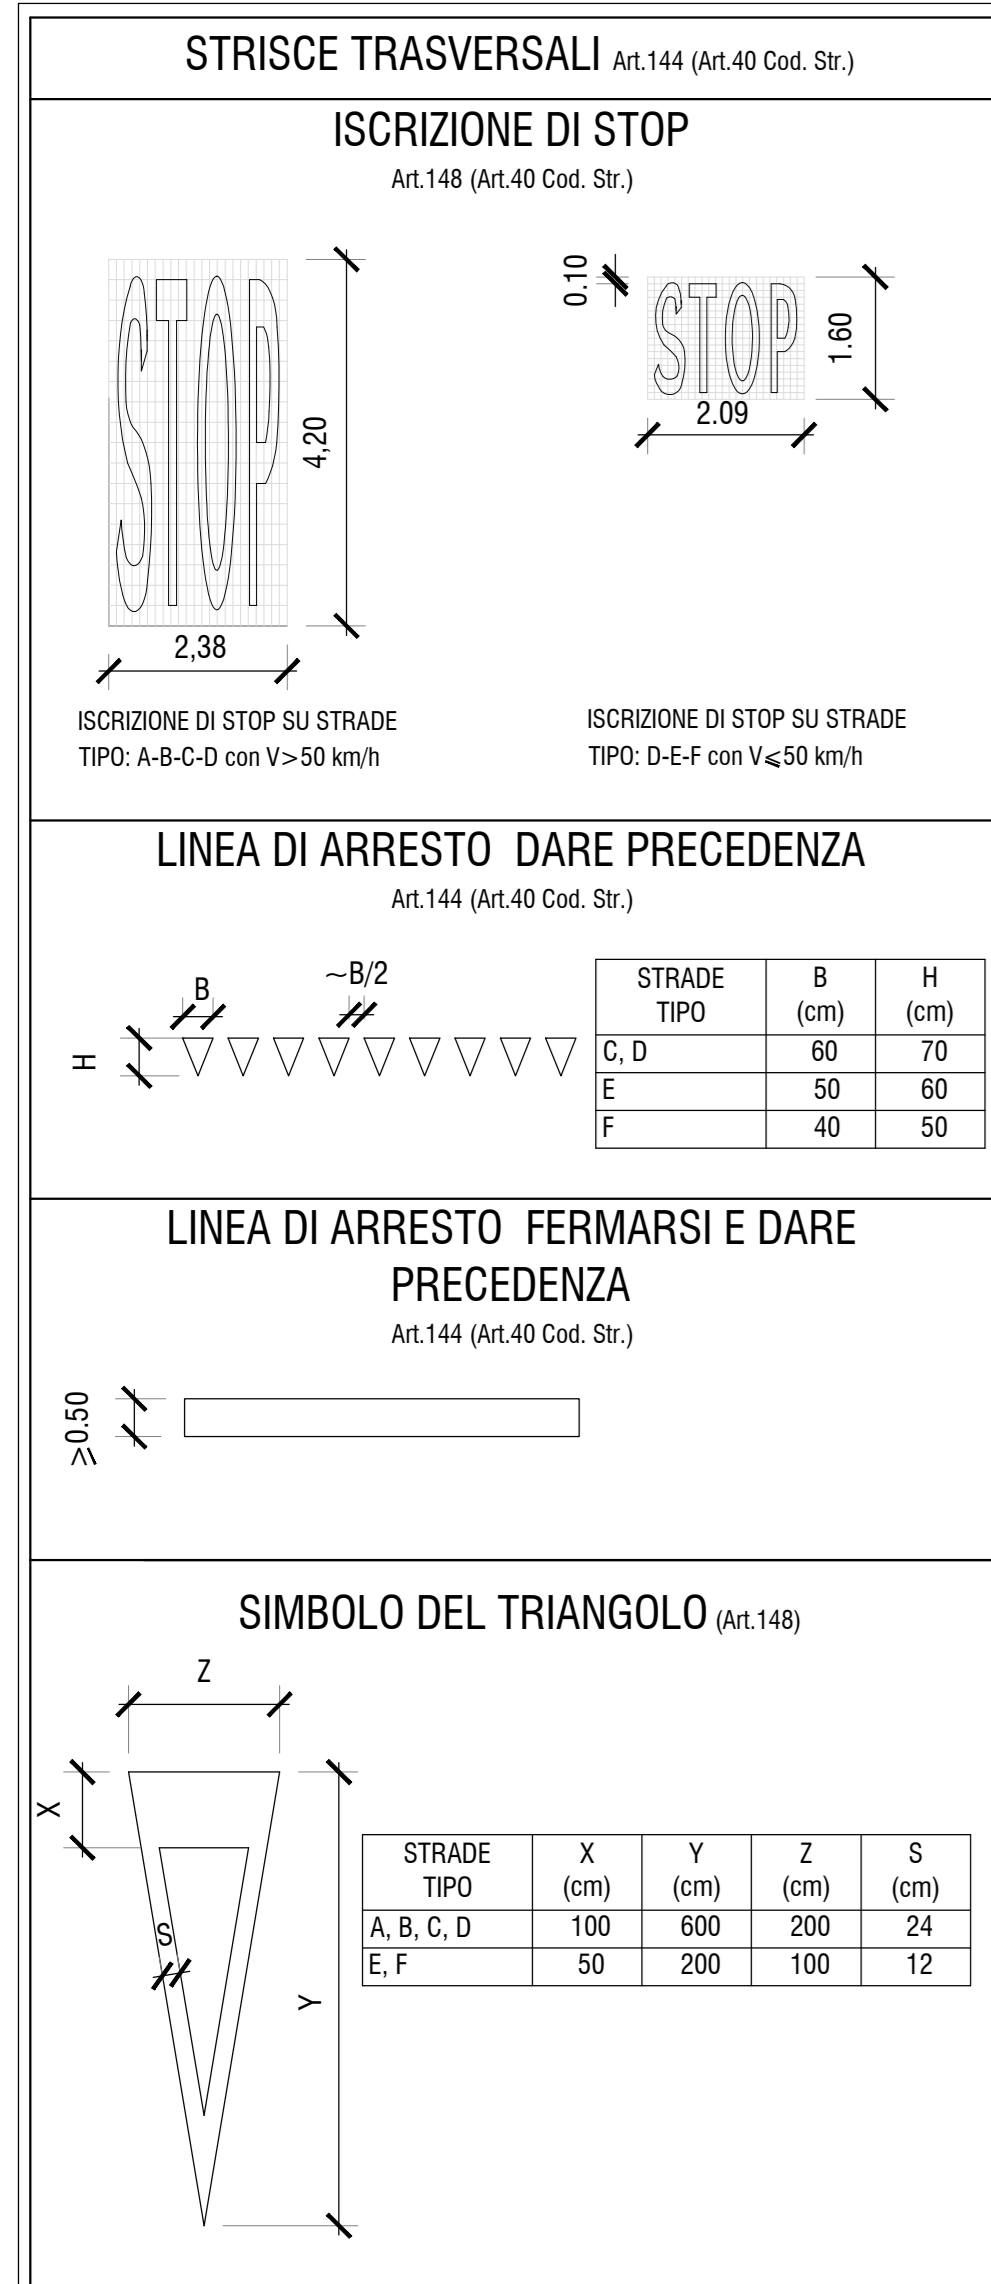 STRISCE TRASVERSALI Art.144 (Art.40 Cod. Str.)
ISCRIZIONE DI STOP
Art.148 (Art.40 Cod. Str.)
STOP
4,20
2,38
0.10
STOP
1.60
2.09
ISCRIZIONE DI STOP SU STRADE
TIPO: A-B-C-D con V>50 km/h
ISCRIZIONE DI STOP SU STRADE
TIPO: D-E-F con V⩽50 km/h
LINEA DI ARRESTO DARE PRECEDENZA
Art.144 (Art.40 Cod. Str.)
B
~B/2
H
STRADE TIPO B (cm) H (cm)
C, D 60 70
E 50 60
F 40 50
LINEA DI ARRESTO FERMARSI E DARE
PRECEDENZA
Art.144 (Art.40 Cod. Str.)
⩾0.50
SIMBOLO DEL TRIANGOLO (Art.148)
Z
X
S
Y
STRADE TIPO X (cm) Y (cm) Z (cm) S (cm)
A, B, C, D 100 600 200 24
E, F 50 200 100 12